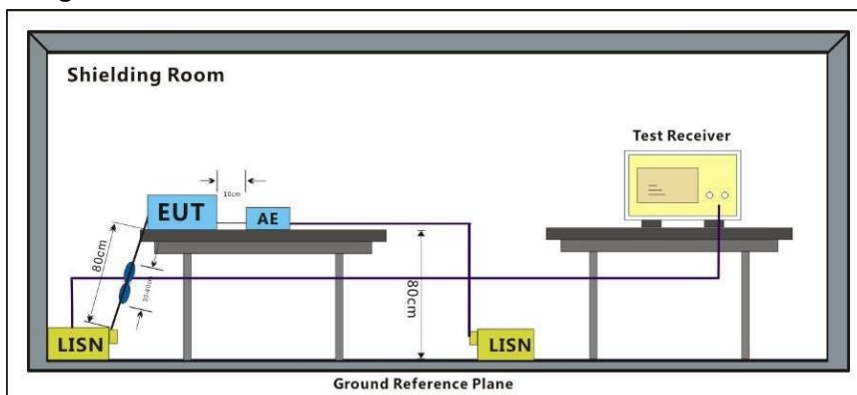 Shielding Room
Test Receiver
10cm
EUT
AE
80cm
80cm
LISN
LISN
Ground Reference Plane